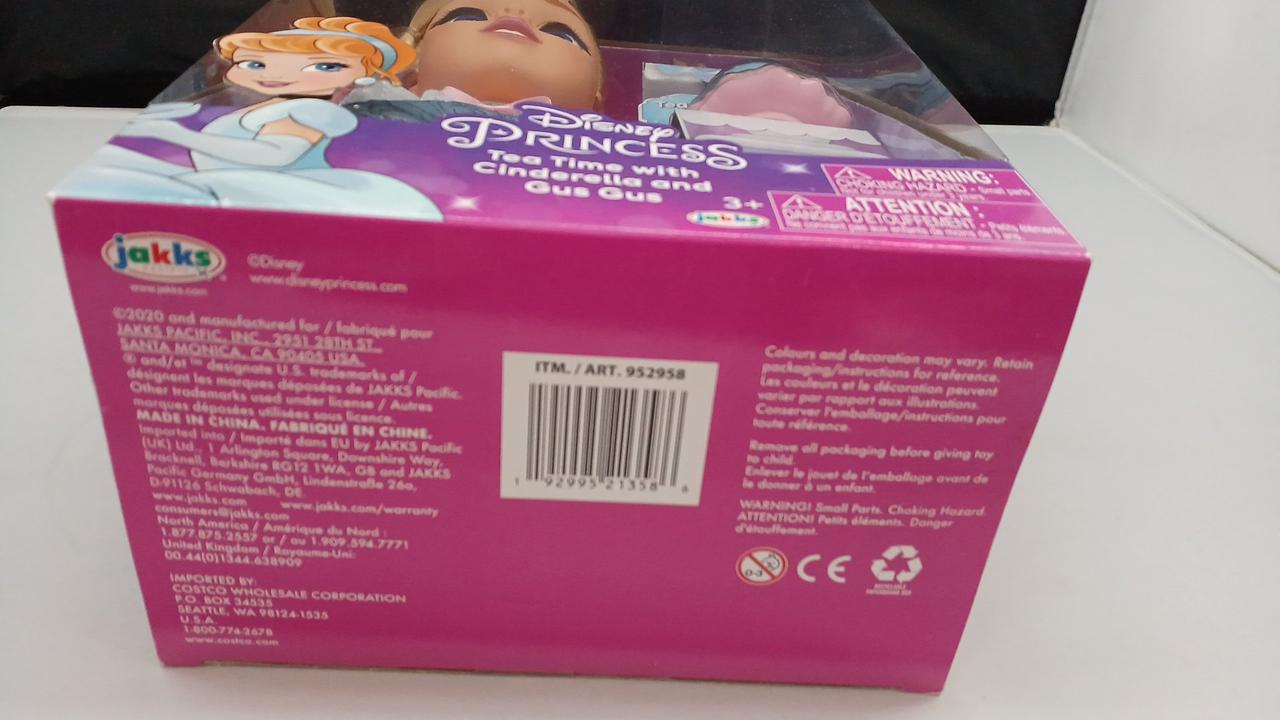 Disney
PRINCESS
Tea Time with
Cinderella and
Gus Gus
3+
jakks
WARNING:
CHOKING HAZARD - Small parts
ATTENTION :
DANGER D'ÉTOUFFEMENT - Petits éléments
jakks
www.jakks.com
©Disney
www.disneyprincess.com
©2020 and manufactured for / fabriqué pour
JAKKS PACIFIC, INC., 2951 28TH ST.,
SANTA MONICA, CA 90405 USA.
® and/et ™ designate U.S. trademarks of /
désignent les marques déposées de JAKKS Pacific.
Other trademarks used under license / Autres
marques déposées utilisées sous licence.
MADE IN CHINA. FABRIQUÉ EN CHINE.
Imported into / Importé dans EU by JAKKS Pacific
(UK) Ltd., 1 Arlington Square, Downshire Way,
Bracknell, Berkshire RG12 1WA, GB and JAKKS
Pacific Germany GmbH, Lindenstraße 26a,
D-91126 Schwabach, DE.
www.jakks.com www.jakks.com/warranty
consumers@jakks.com
North America / Amérique du Nord :
1.877.875.2557 or / ou 1.909.594.7771
United Kingdom / Royaume-Uni:
00.44(0)1344.638909
IMPORTED BY:
COSTCO WHOLESALE CORPORATION
P.O. BOX 34535
SEATTLE, WA 98124-1535
U.S.A.
1-800-774-2678
www.costco.com
ITM. / ART. 952958
1 92995 21358 6
Colours and decoration may vary. Retain
packaging/instructions for reference.
Les couleurs et le décoration peuvent
varier par rapport aux illustrations.
Conserver l'emballage/instructions pour
toute référence.
Remove all packaging before giving toy
to child.
Enlever le jouet de l'emballage avant de
le donner à un enfant.
WARNING! Small Parts. Choking Hazard.
ATTENTION! Petits éléments. Danger
d'étouffement.
0-3
CE